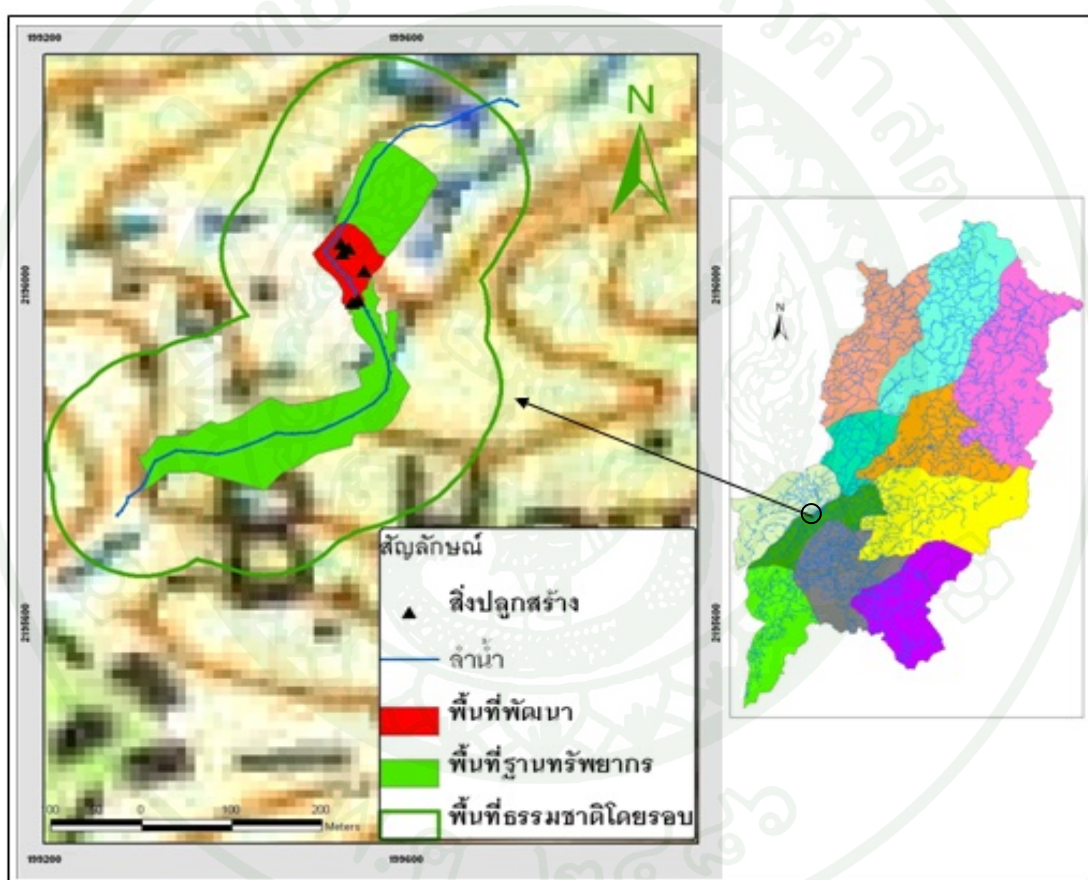 199200
199600
N
2196000
2196000
N
สัญลักษณ์
สิ่งปลูกสร้าง
ลำน้ำ
พื้นที่พัฒนา
พื้นที่ฐานทรัพยากร
พื้นที่ธรรมชาติโดยรอบ
2195600
2195600
0
100
200
Meters
199200
199600